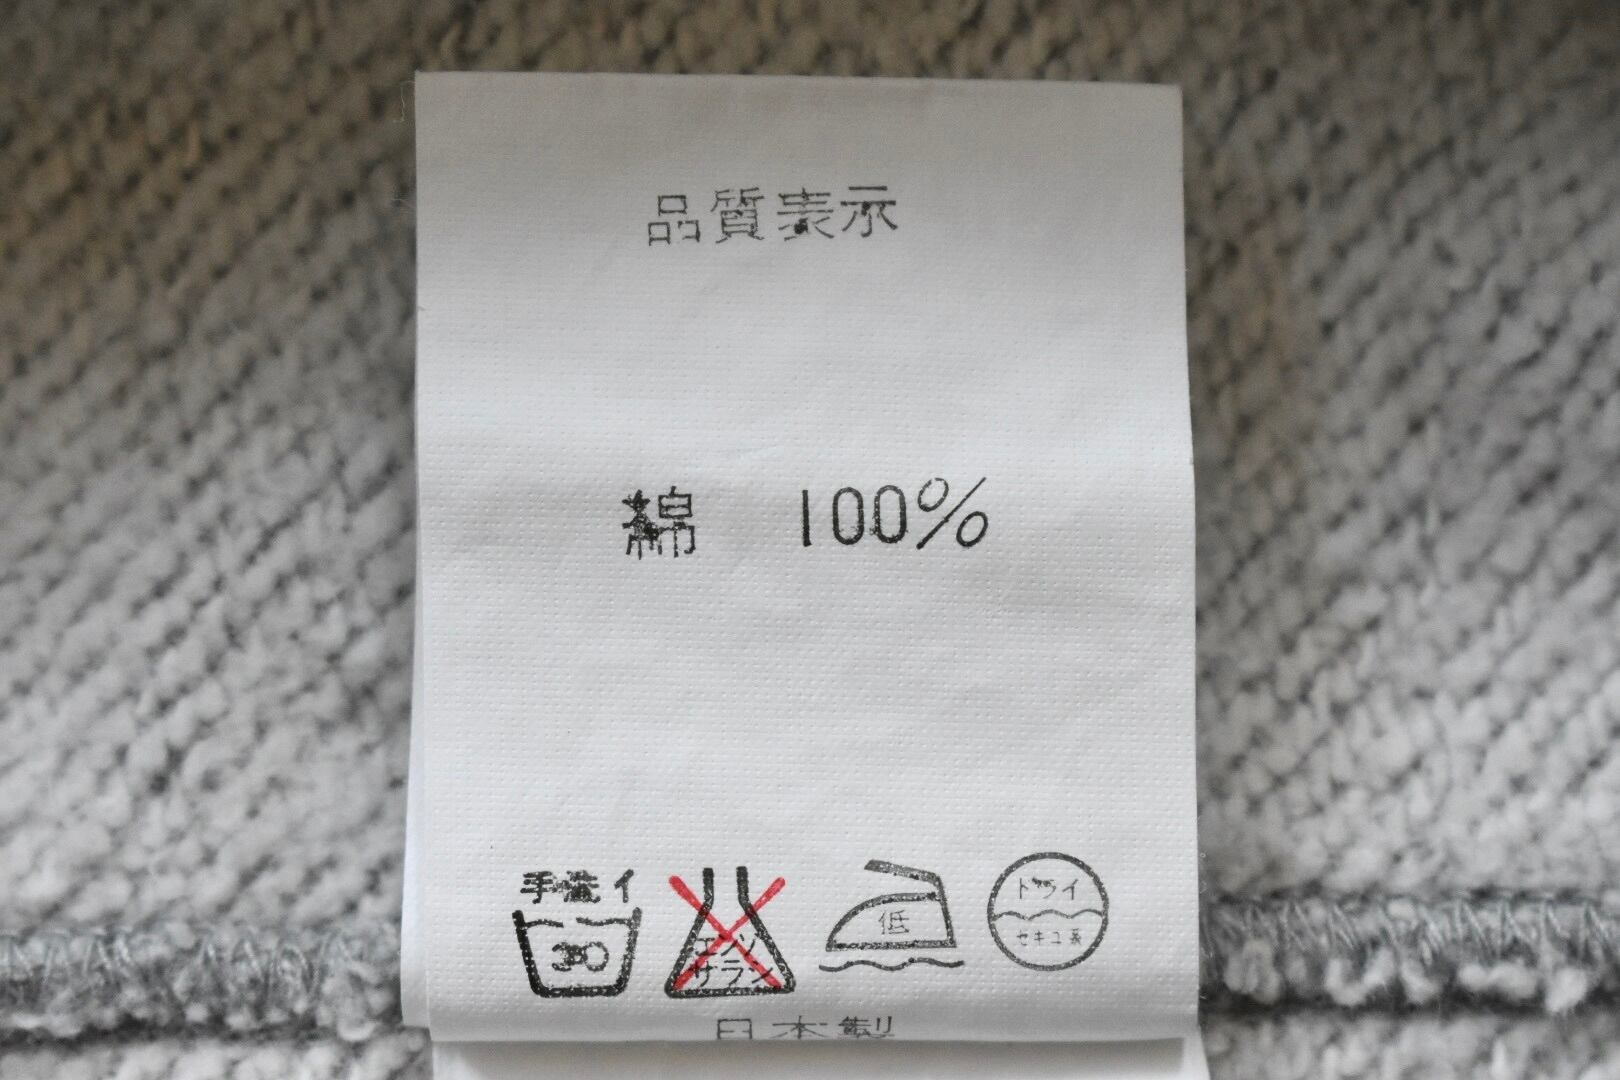 品質表示
綿 100%
手洗イ
30
エンソ
サラシ
低
ドライ
セキユ系
日本製